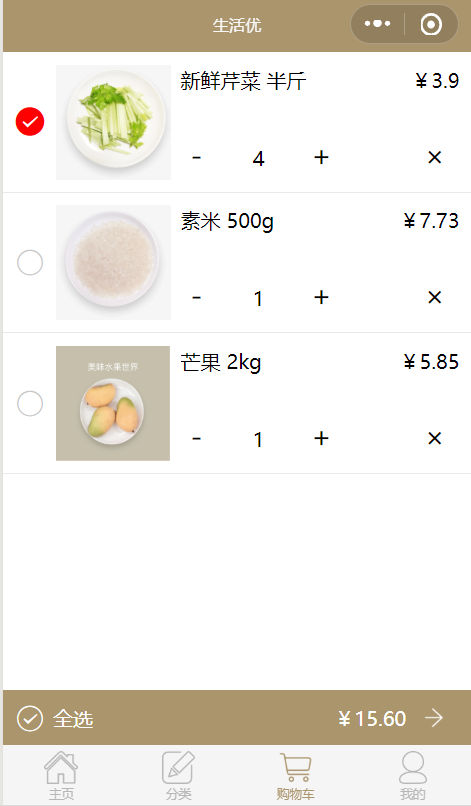 生活优
新鲜芹菜 半斤
￥3.9
- 4 + ×
素米 500g
￥7.73
- 1 + ×
美味水果世界
芒果 2kg
￥5.85
- 1 + ×
全选
￥15.60
主页
分类
购物车
我的